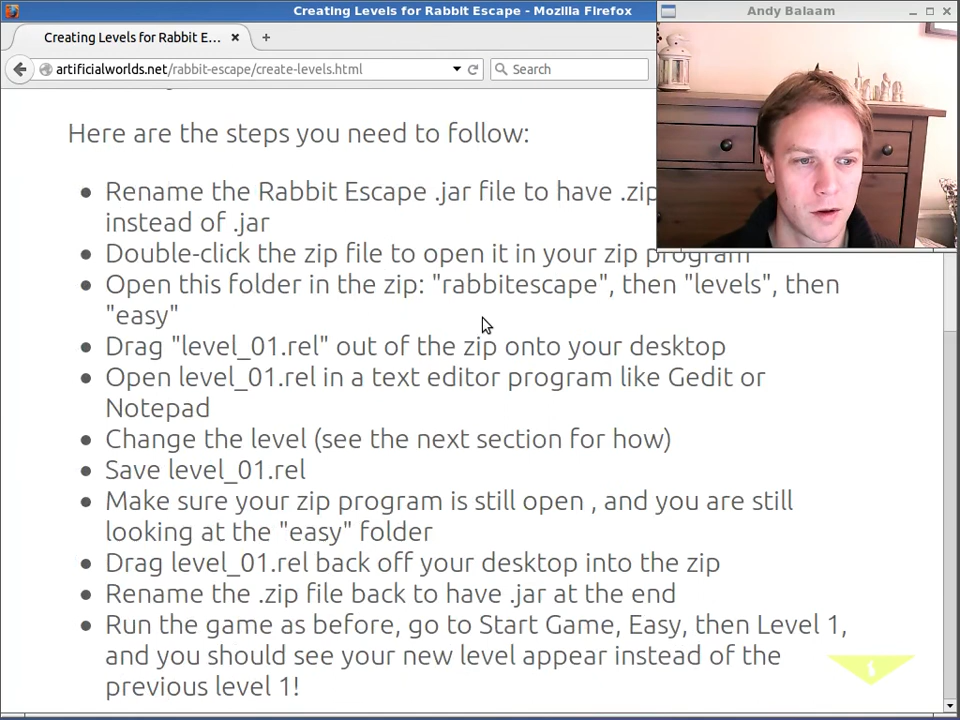 Creating Levels for Rabbit Escape - Mozilla Firefox
Andy Balaam
Creating Levels for Rabbit E...
artificialworlds.net/rabbit-escape/create-levels.html
Search
Here are the steps you need to follow:
• Rename the Rabbit Escape .jar file to have .zip
instead of .jar
• Double-click the zip file to open it in your zip program
• Open this folder in the zip: "rabbitescape", then "levels", then
"easy"
• Drag "level_01.rel" out of the zip onto your desktop
• Open level_01.rel in a text editor program like Gedit or
Notepad
• Change the level (see the next section for how)
• Save level_01.rel
• Make sure your zip program is still open , and you are still
looking at the "easy" folder
• Drag level_01.rel back off your desktop into the zip
• Rename the .zip file back to have .jar at the end
• Run the game as before, go to Start Game, Easy, then Level 1,
and you should see your new level appear instead of the
previous level 1!